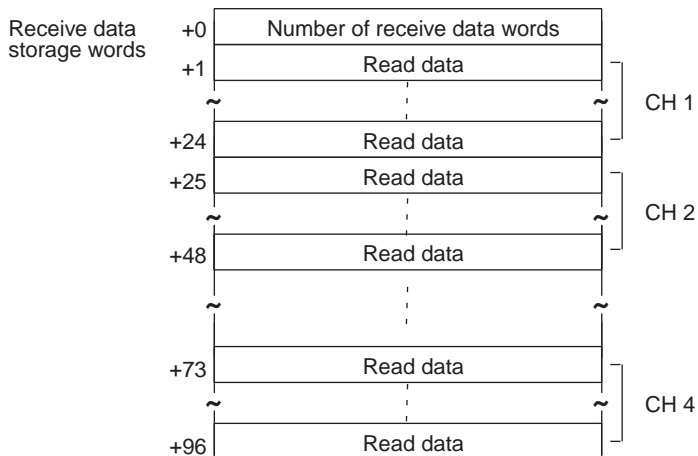 Receive data
storage words
+0 Number of receive data words
+1 Read data
CH 1
+24 Read data
+25 Read data
CH 2
+48 Read data
+73 Read data
CH 4
+96 Read data